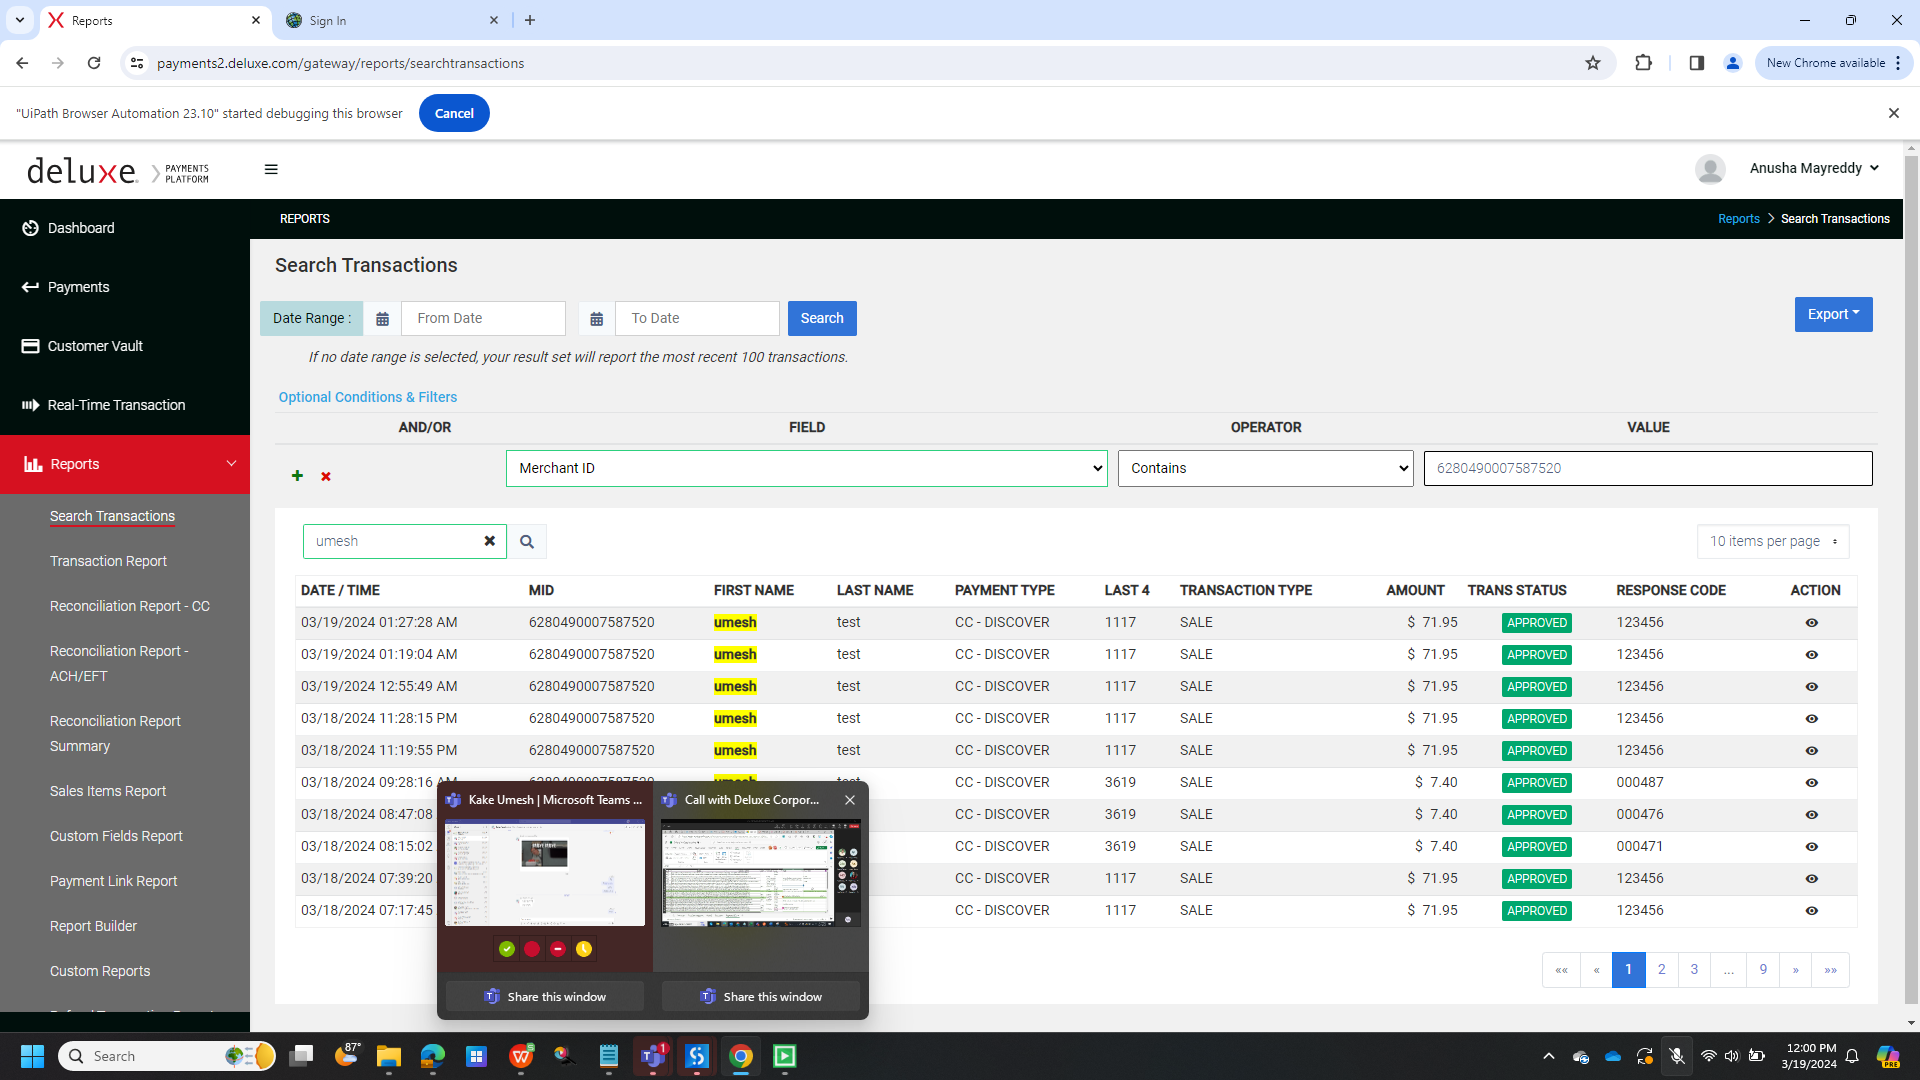 Reports
Sign In
payments2.deluxe.com/gateway/reports/searchtransactions
New Chrome available
"UiPath Browser Automation 23.10" started debugging this browser
Cancel
deluxe. PAYMENTS PLATFORM
Anusha Mayreddy
Dashboard
Payments
Customer Vault
Real-Time Transaction
Reports
Search Transactions
Transaction Report
Reconciliation Report - CC
Reconciliation Report -
ACH/EFT
Reconciliation Report
Summary
Sales Items Report
Custom Fields Report
Payment Link Report
Report Builder
Custom Reports
REPORTS
Reports > Search Transactions
Search Transactions
Date Range : From Date To Date Search
Export
If no date range is selected, your result set will report the most recent 100 transactions.
Optional Conditions & Filters
AND/OR FIELD OPERATOR VALUE
Merchant ID Contains 6280490007587520
umesh
10 items per page
DATE / TIME MID FIRST NAME LAST NAME PAYMENT TYPE LAST 4 TRANSACTION TYPE AMOUNT TRANS STATUS RESPONSE CODE ACTION
03/19/2024 01:27:28 AM 6280490007587520 umesh test CC - DISCOVER 1117 SALE $ 71.95 APPROVED 123456
03/19/2024 01:19:04 AM 6280490007587520 umesh test CC - DISCOVER 1117 SALE $ 71.95 APPROVED 123456
03/19/2024 12:55:49 AM 6280490007587520 umesh test CC - DISCOVER 1117 SALE $ 71.95 APPROVED 123456
03/18/2024 11:28:15 PM 6280490007587520 umesh test CC - DISCOVER 1117 SALE $ 71.95 APPROVED 123456
03/18/2024 11:19:55 PM 6280490007587520 umesh test CC - DISCOVER 1117 SALE $ 71.95 APPROVED 123456
03/18/2024 09:28:16 AM 6280490007587520 umesh test CC - DISCOVER 3619 SALE $ 7.40 APPROVED 000487
03/18/2024 08:47:08 CC - DISCOVER 3619 SALE $ 7.40 APPROVED 000476
03/18/2024 08:15:02 CC - DISCOVER 3619 SALE $ 7.40 APPROVED 000471
03/18/2024 07:39:20 CC - DISCOVER 1117 SALE $ 71.95 APPROVED 123456
03/18/2024 07:17:45 CC - DISCOVER 1117 SALE $ 71.95 APPROVED 123456
Kake Umesh | Microsoft Teams ...
Call with Deluxe Corpor...
Share this window
Share this window
«« « 1 2 3 ... 9 » »»
Search
87°
1
12:00 PM
3/19/2024
PRE